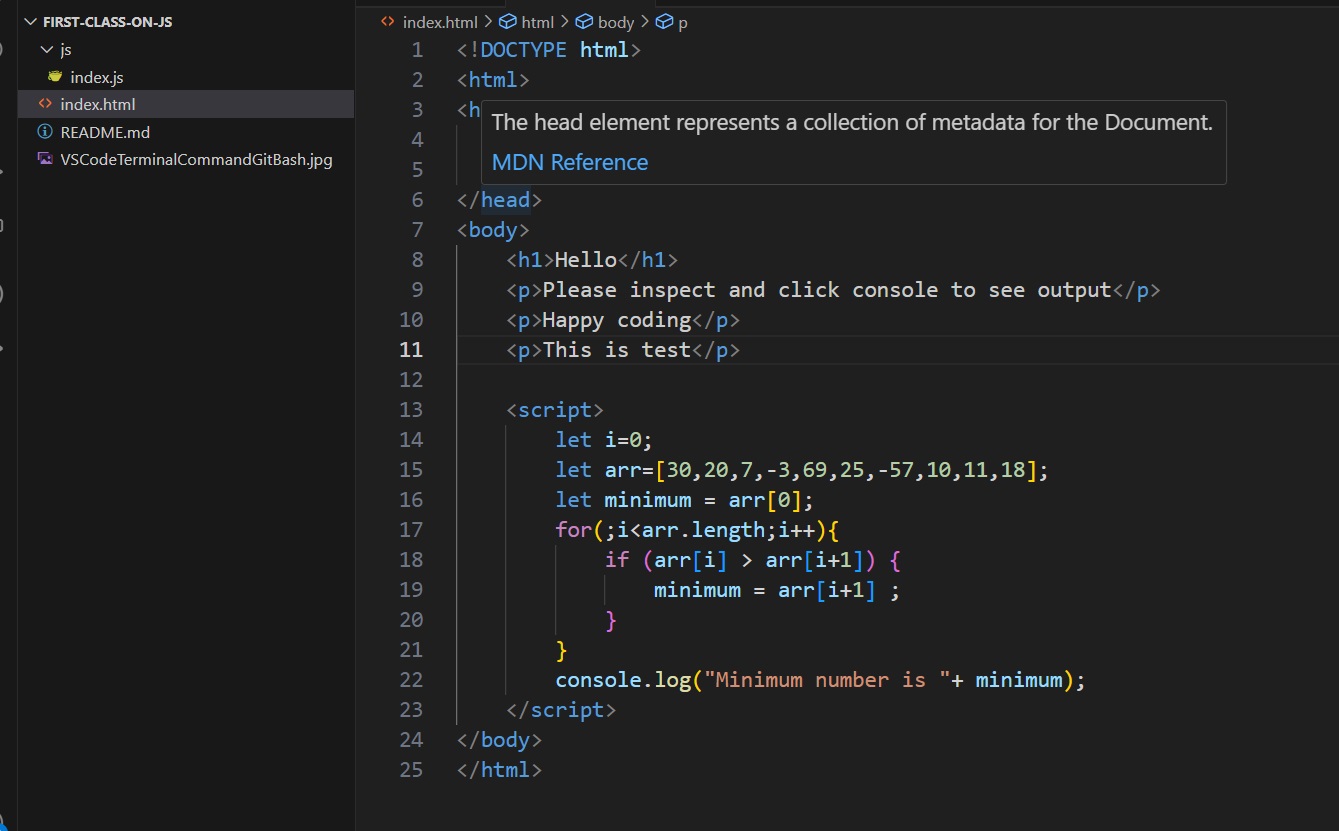 FIRST-CLASS-ON-JS
js
index.js
index.html
README.md
VSCodeTerminalCommandGitBash.jpg
index.html > html > body > p
1 <!DOCTYPE html>
2 <html>
3 <h
The head element represents a collection of metadata for the Document.
4
MDN Reference
5
6 </head>
7 <body>
8 <h1>Hello</h1>
9 <p>Please inspect and click console to see output</p>
10 <p>Happy coding</p>
11 <p>This is test</p>
12
13 <script>
14 let i=0;
15 let arr=[30,20,7,-3,69,25,-57,10,11,18];
16 let minimum = arr[0];
17 for(;i<arr.length;i++){
18 if (arr[i] > arr[i+1]) {
19 minimum = arr[i+1] ;
20 }
21 }
22 console.log("Minimum number is "+ minimum);
23 </script>
24 </body>
25 </html>